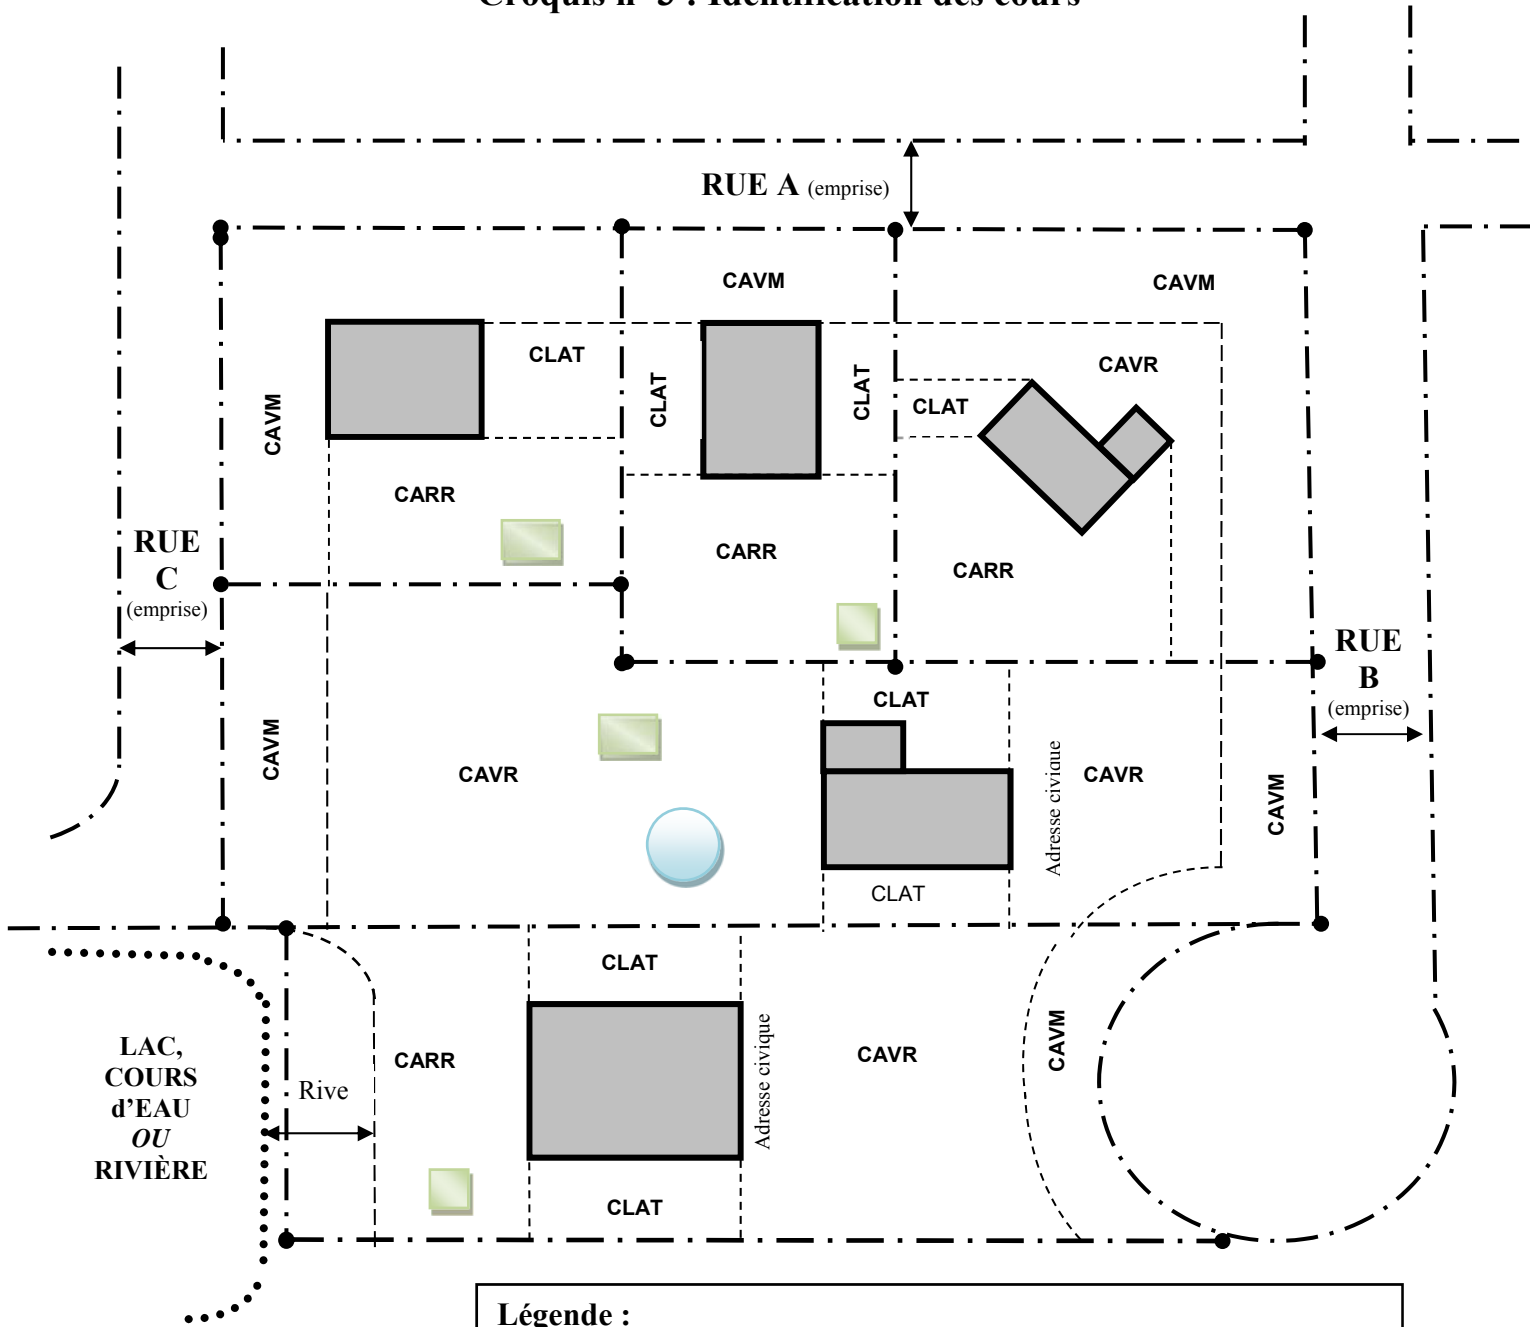 Croquis n° 3 : Identification des cours
RUE A (emprise)
CAVM
CAVM
CLAT
CAVR
CLAT
CLAT
CLAT
CAVM
CARR
CARR
CARR
RUE
C
(emprise)
RUE
B
(emprise)
CLAT
CAVM
CAVR
Adresse civique
CAVR
CAVM
CLAT
CLAT
LAC,
COURS
d'EAU
OU
RIVIÈRE
Rive
CARR
Adresse civique
CAVR
CAVM
CLAT
Légende :